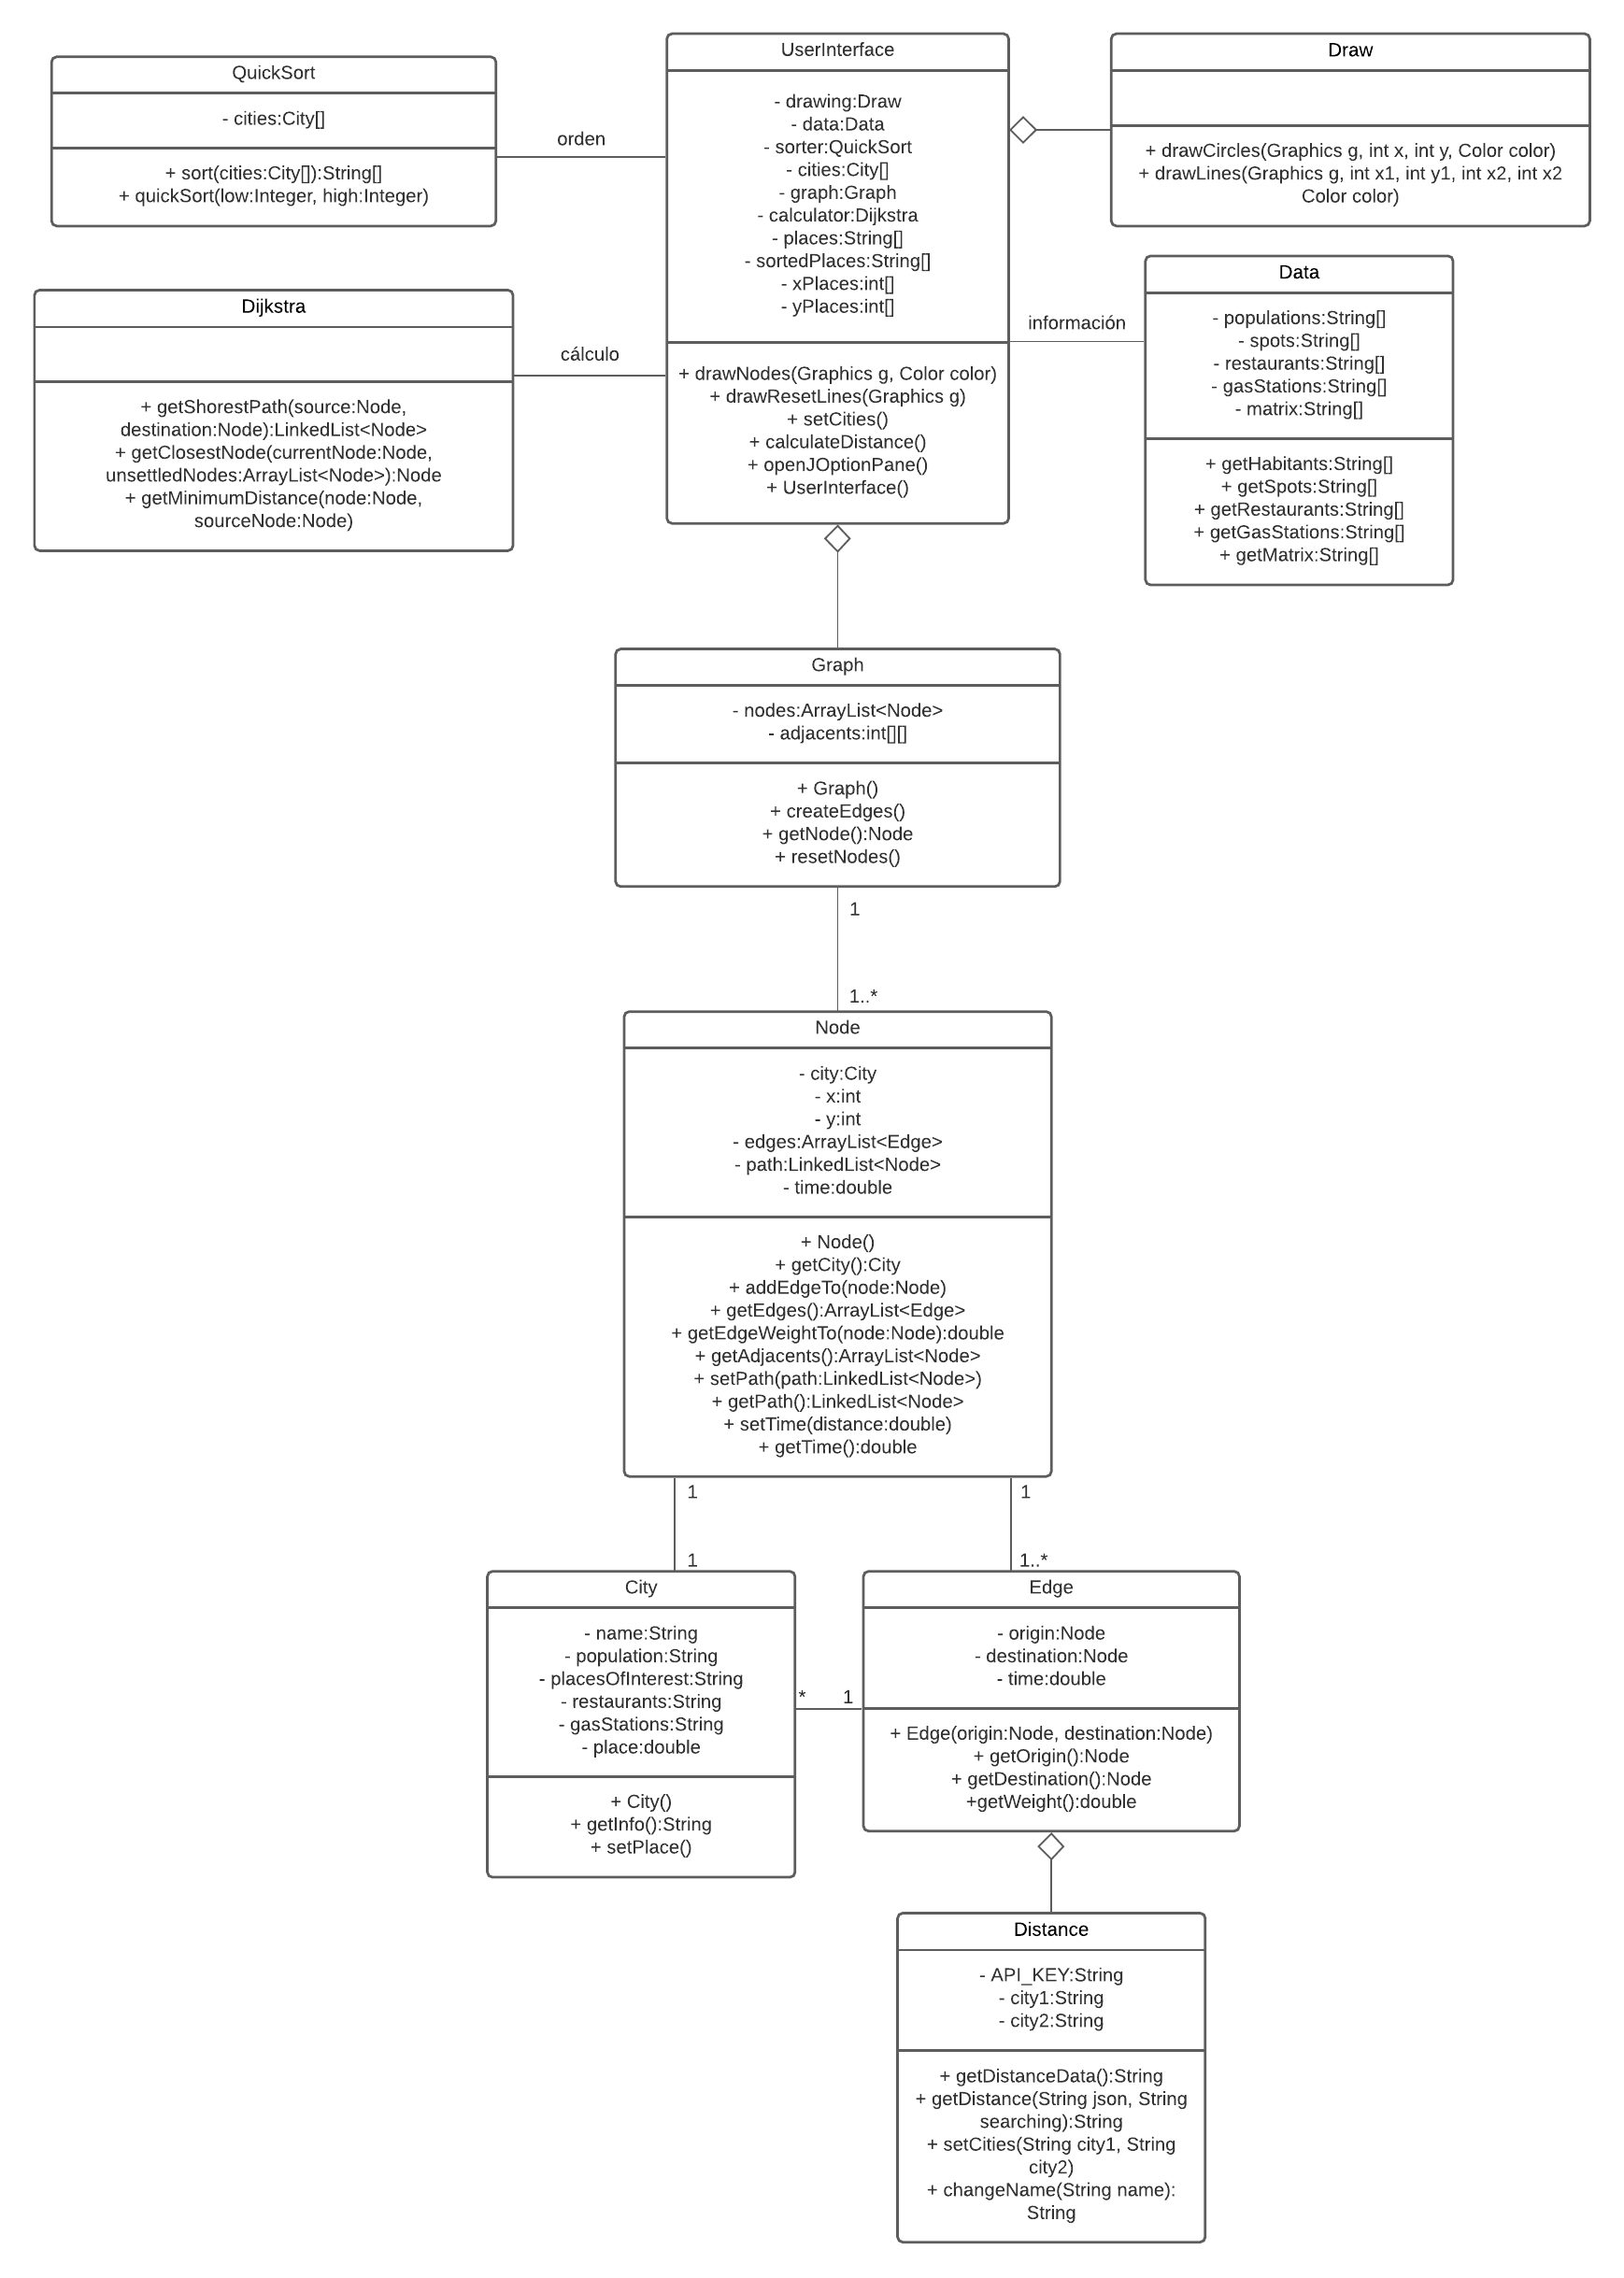 QuickSort
- cities:City[]
+ sort(cities:City[]):String[]
+ quickSort(low:Integer, high:Integer)
orden
UserInterface
- drawing:Draw
- data:Data
- sorter:QuickSort
- cities:City[]
- graph:Graph
- calculator:Dijkstra
- places:String[]
- sortedPlaces:String[]
- xPlaces:int[]
- yPlaces:int[]
+ drawNodes(Graphics g, Color color)
+ drawResetLines(Graphics g)
+ setCities()
+ calculateDistance()
+ openJOptionPane()
+ UserInterface()
Draw
+ drawCircles(Graphics g, int x, int y, Color color)
+ drawLines(Graphics g, int x1, int y1, int x2, int x2
Color color)
Dijkstra
+ getShorestPath(source:Node,
destination:Node):LinkedList<Node>
+ getClosestNode(currentNode:Node,
unsettledNodes:ArrayList<Node>):Node
+ getMinimumDistance(node:Node,
sourceNode:Node)
cálculo
información
Data
- populations:String[]
- spots:String[]
- restaurants:String[]
- gasStations:String[]
- matrix:String[]
+ getHabitants:String[]
+ getSpots:String[]
+ getRestaurants:String[]
+ getGasStations:String[]
+ getMatrix:String[]
Graph
- nodes:ArrayList<Node>
- adjacents:int[][]
+ Graph()
+ createEdges()
+ getNode():Node
+ resetNodes()
1
1..*
Node
- city:City
- x:int
- y:int
- edges:ArrayList<Edge>
- path:LinkedList<Node>
- time:double
+ Node()
+ getCity():City
+ addEdgeTo(node:Node)
+ getEdges():ArrayList<Edge>
+ getEdgeWeightTo(node:Node):double
+ getAdjacents():ArrayList<Node>
+ setPath(path:LinkedList<Node>)
+ getPath():LinkedList<Node>
+ setTime(distance:double)
+ getTime():double
1
1
1
1..*
City
- name:String
- population:String
- placesOfInterest:String
- restaurants:String
- gasStations:String
- place:double
+ City()
+ getInfo():String
+ setPlace()
* 1
Edge
- origin:Node
- destination:Node
- time:double
+ Edge(origin:Node, destination:Node)
+ getOrigin():Node
+ getDestination():Node
+getWeight():double
Distance
- API_KEY:String
- city1:String
- city2:String
+ getDistanceData():String
+ getDistance(String json, String
searching):String
+ setCities(String city1, String
city2)
+ changeName(String name):
String